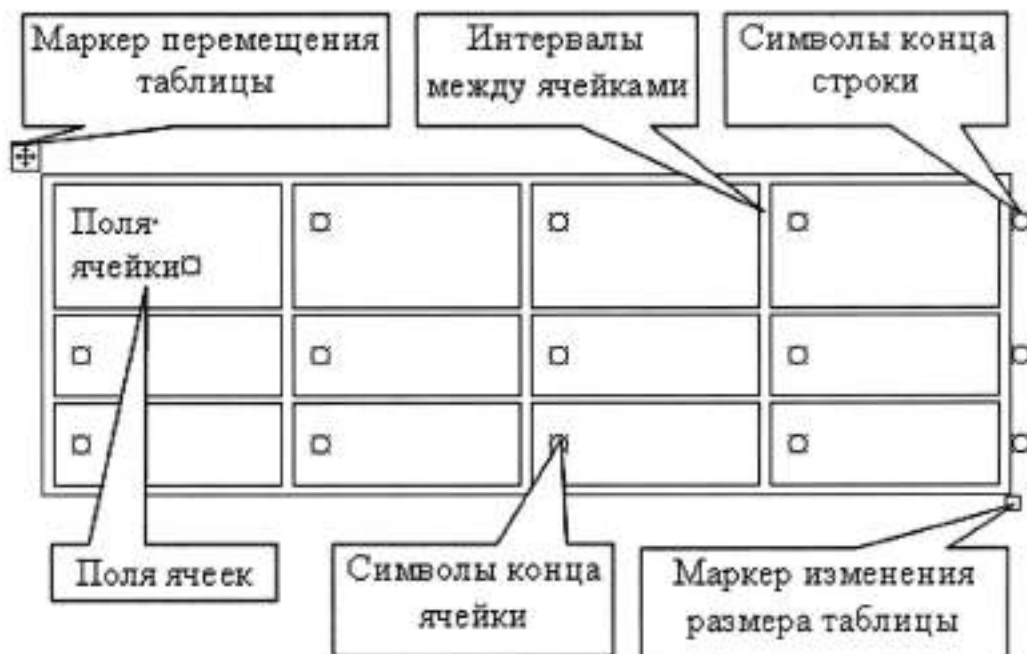 Маркер перемещения
таблицы
Интервалы
между ячейками
Символы конца
строки
Поля·
ячейки¤
¤ ¤ ¤ ¤
¤ ¤ ¤ ¤ ¤
¤ ¤ ¤ ¤ ¤
Поля ячеек
Символы конца
ячейки
Маркер изменения
размера таблицы